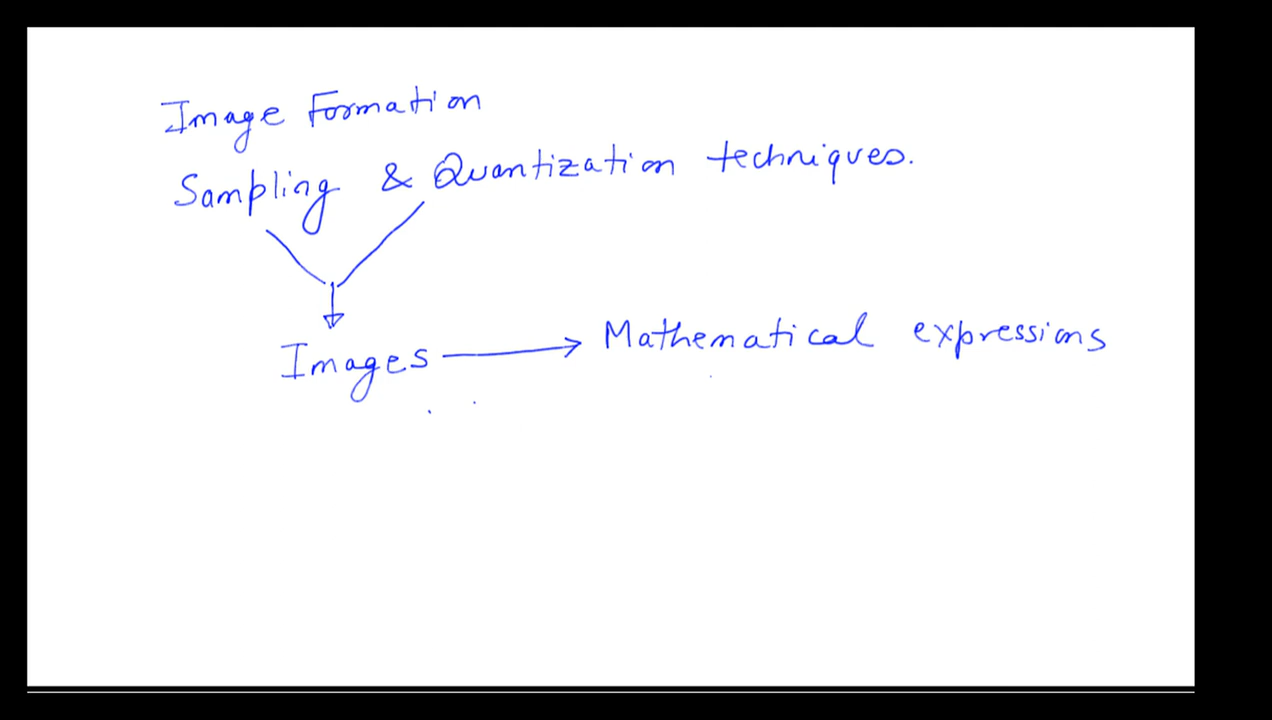 Image Formation
Sampling & Quantization techniques.
Images → Mathematical expressions